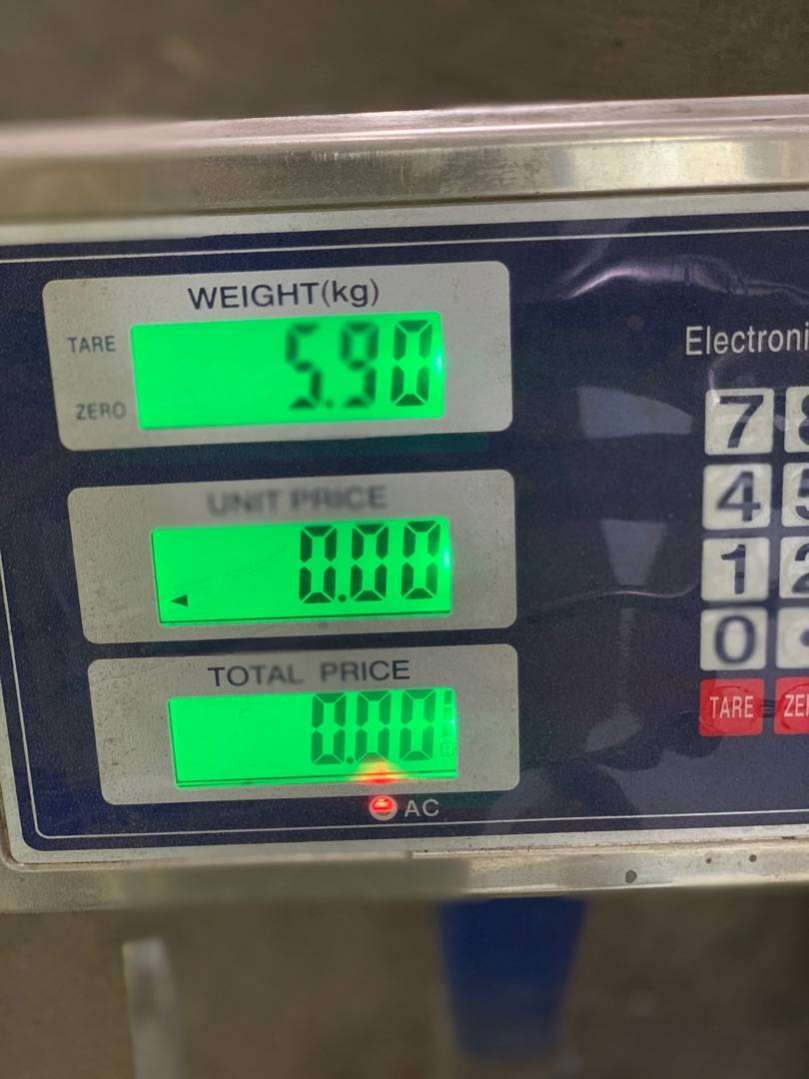 WEIGHT(kg)
TARE
5.90
ZERO
UNIT PRICE
0.00
TOTAL PRICE
0.00
AC
Electroni
7
4
1
0
TARE